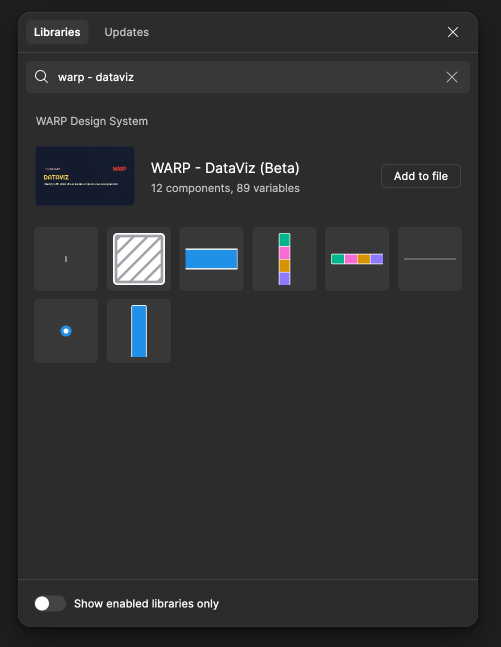 Libraries
Updates
warp - dataviz
WARP Design System
WARP
DATAVIZ
WARP - DataViz (Beta)
12 components, 89 variables
Add to file
Show enabled libraries only